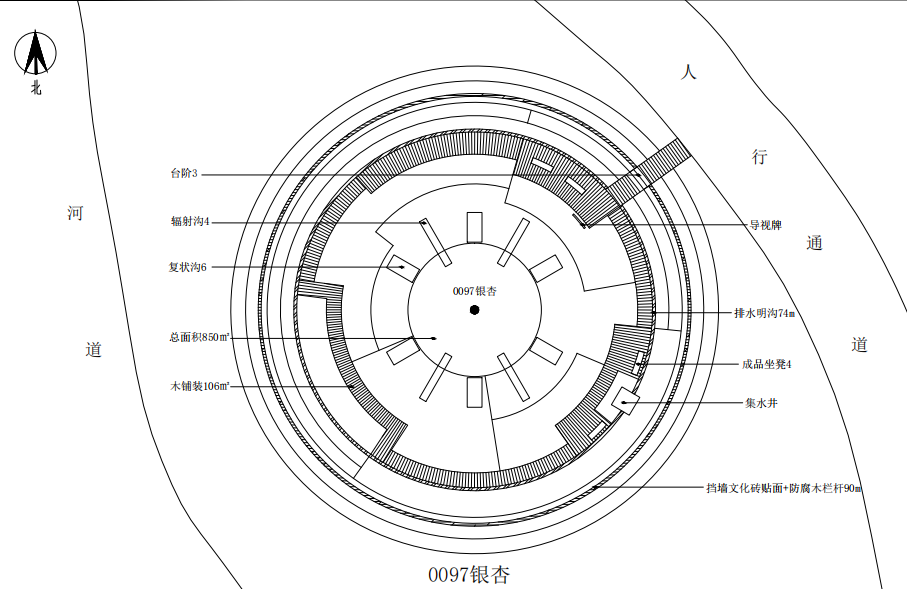 北
人
行
通
道
河
道
台阶3
辐射沟4
复状沟6
总面积850㎡
木铺装106㎡
0097银杏
导视牌
排水明沟74m
成品坐凳4
集水井
挡墙文化砖贴面+防腐木栏杆90m
0097银杏